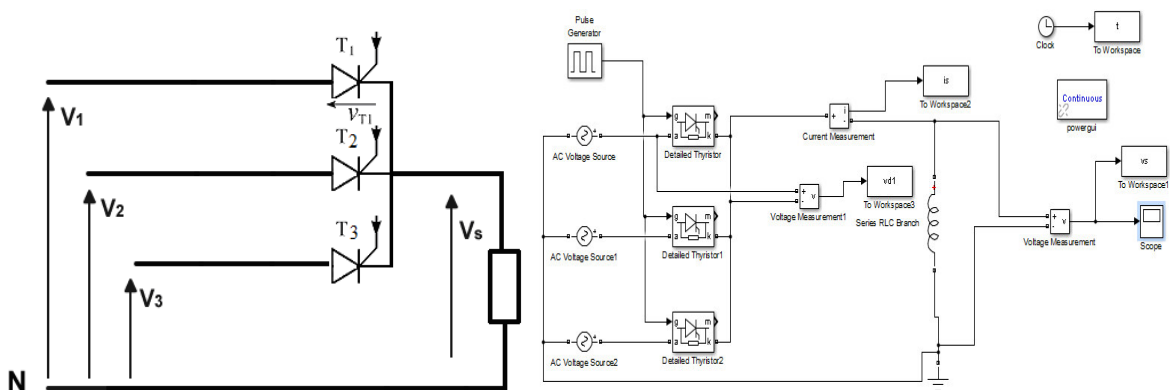 T1
V1
vT1
T2
V2
Vs
T3
V3
N
Pulse
Generator
Clock
t
To Workspace
is
To Workspace2
Continuous
powergui
g
m
a
k
Detailed Thyristor
AC Voltage Source
+
i
-
Current Measurement
vs
To Workspace1
vd1
To Workspace3
+
-
v
Voltage Measurement1
Series RLC Branch
g
m
a
k
Detailed Thyristor1
AC Voltage Source1
+
-
v
Voltage Measurement
Scope
g
m
a
k
Detailed Thyristor2
AC Voltage Source2